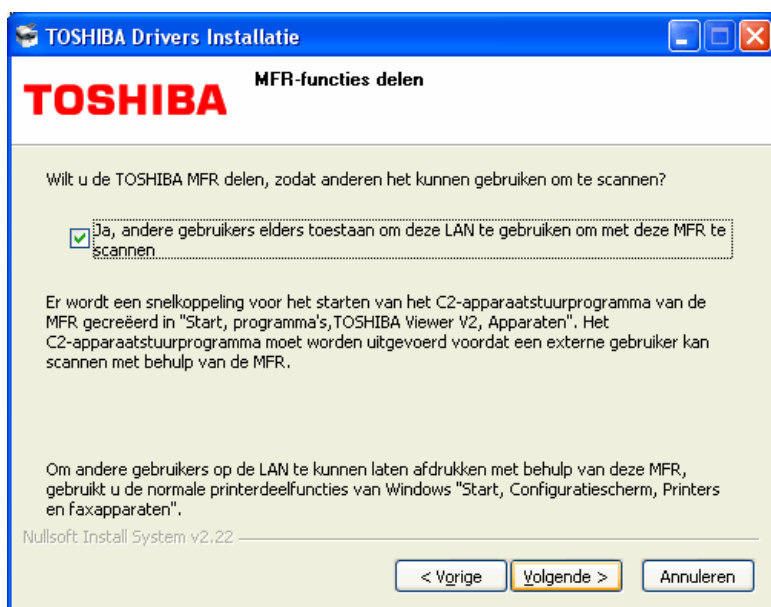 TOSHIBA Drivers Installatie
TOSHIBA
MFR-functies delen
Wilt u de TOSHIBA MFR delen, zodat anderen het kunnen gebruiken om te scannen?
Ja, andere gebruikers elders toestaan om deze LAN te gebruiken om met deze MFR te
scannen
Er wordt een snelkoppeling voor het starten van het C2-apparaatstuurprogramma van de
MFR gecreëerd in "Start, programma's,TOSHIBA Viewer V2, Apparaten". Het
C2-apparaatstuurprogramma moet worden uitgevoerd voordat een externe gebruiker kan
scannen met behulp van de MFR.
Om andere gebruikers op de LAN te kunnen laten afdrukken met behulp van deze MFR,
gebruikt u de normale printerdeelfuncties van Windows "Start, Configuratiescherm, Printers
en faxapparaten".
Nullsoft Install System v2.22
< Vorige
Volgende >
Annuleren